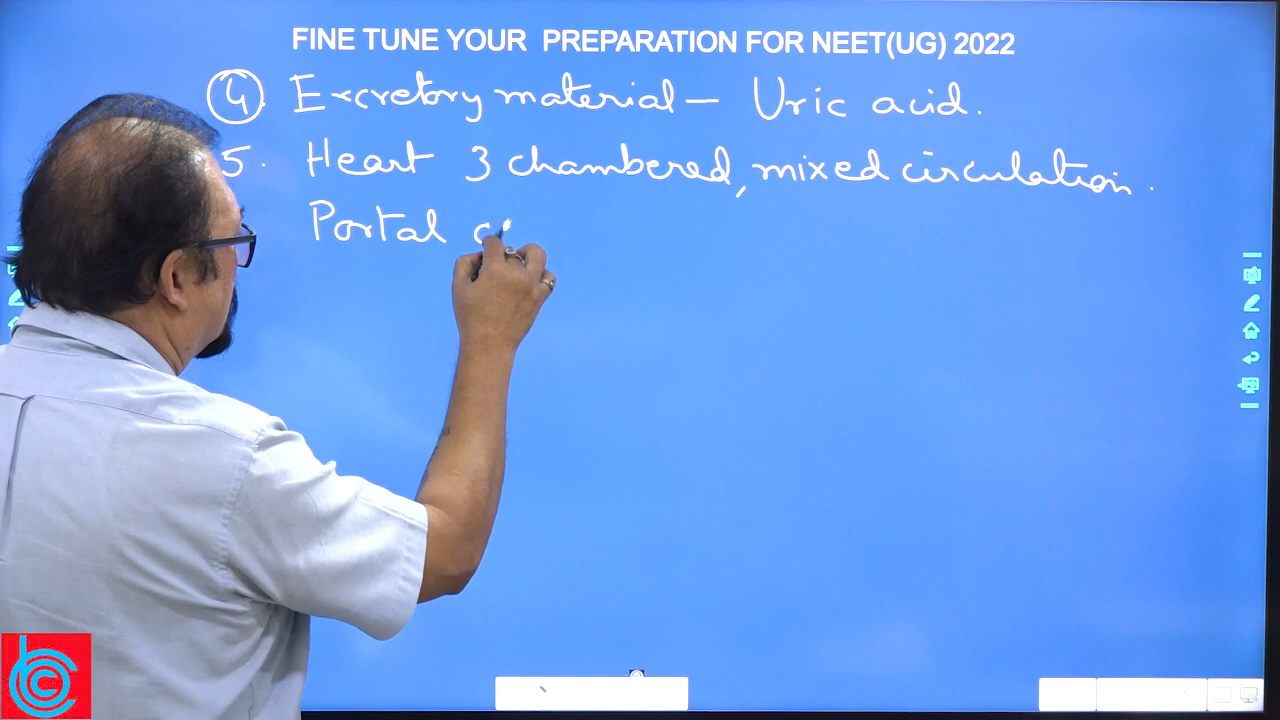 FINE TUNE YOUR PREPARATION FOR NEET(UG) 2022
4. Excretory material - Uric acid.
5. Heart 3 chambered, mixed circulation.
Portal